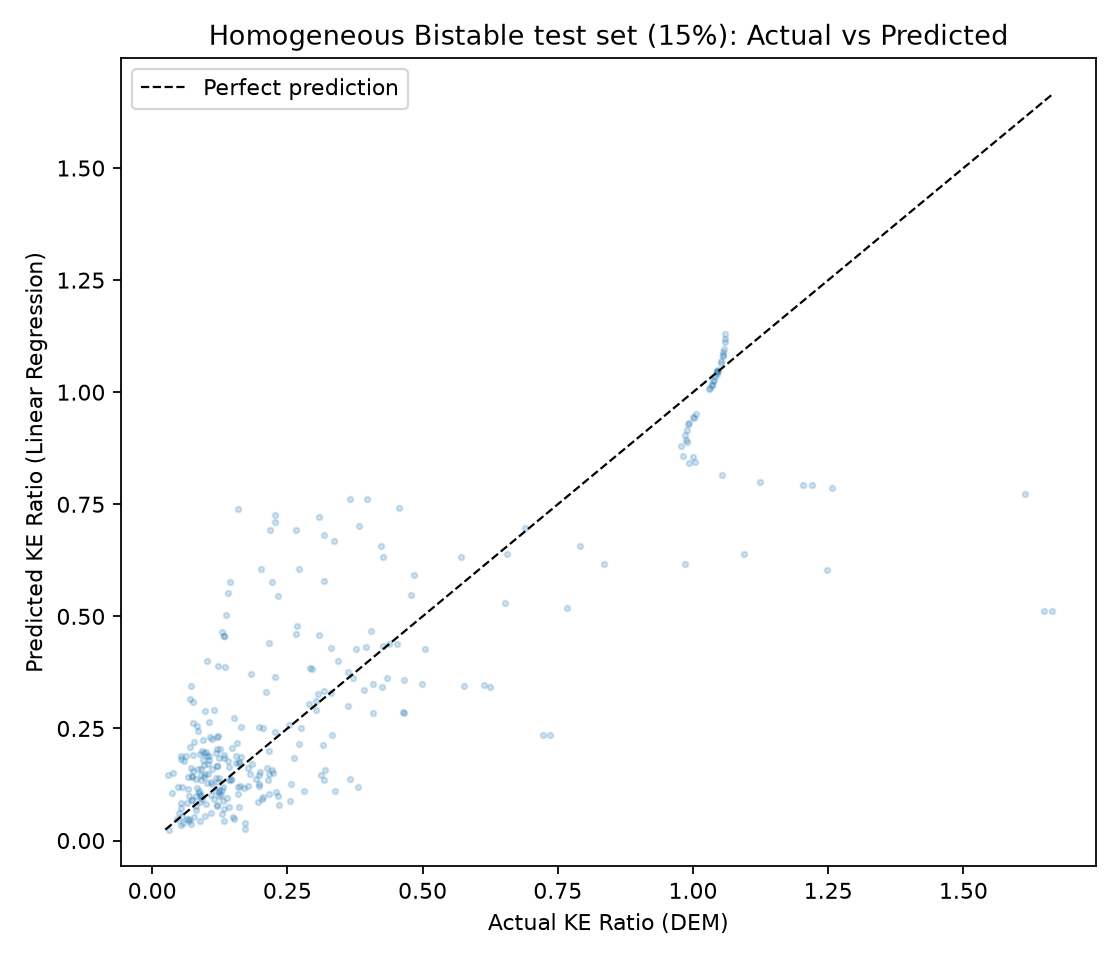 Homogeneous Bistable test set (15%): Actual vs Predicted
Perfect prediction
Predicted KE Ratio (Linear Regression)
1.50
1.25
1.00
0.75
0.50
0.25
0.00
0.00 0.25 0.50 0.75 1.00 1.25 1.50
Actual KE Ratio (DEM)